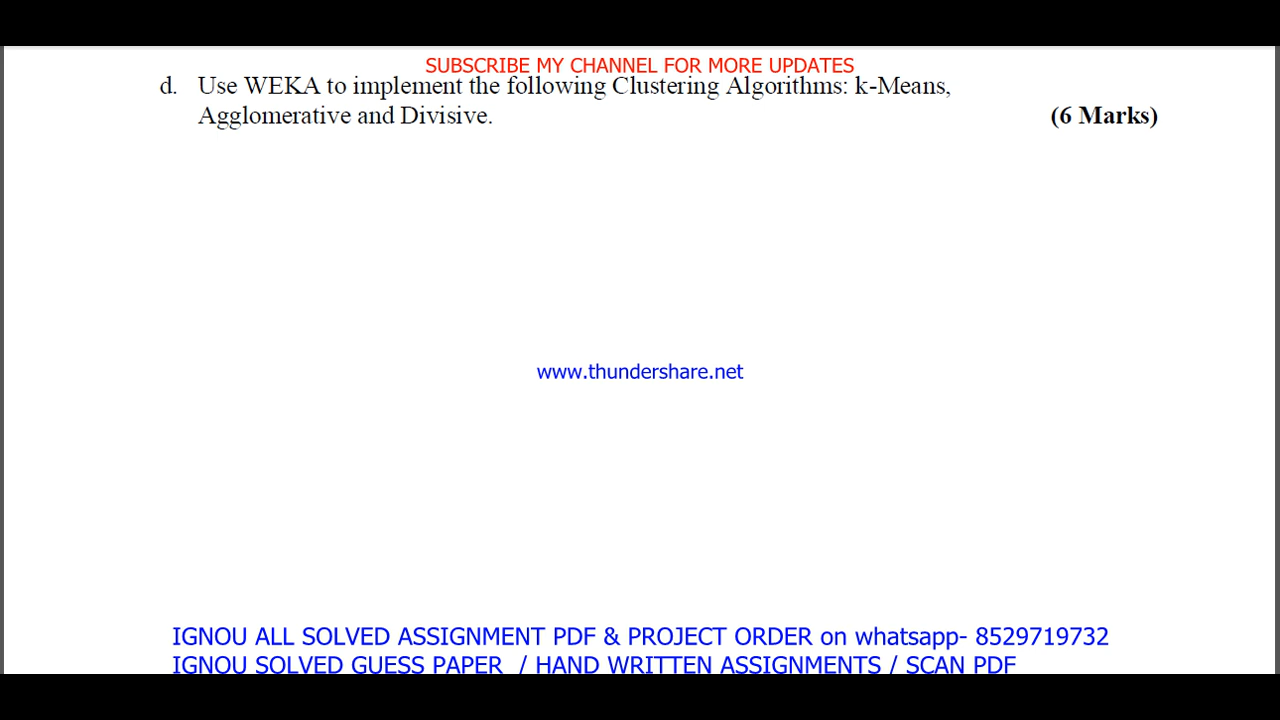 SUBSCRIBE MY CHANNEL FOR MORE UPDATES
d. Use WEKA to implement the following Clustering Algorithms: k-Means,
Agglomerative and Divisive. (6 Marks)
www.thundershare.net
IGNOU ALL SOLVED ASSIGNMENT PDF & PROJECT ORDER on whatsapp- 8529719732
IGNOU SOLVED GUESS PAPER / HAND WRITTEN ASSIGNMENTS / SCAN PDF